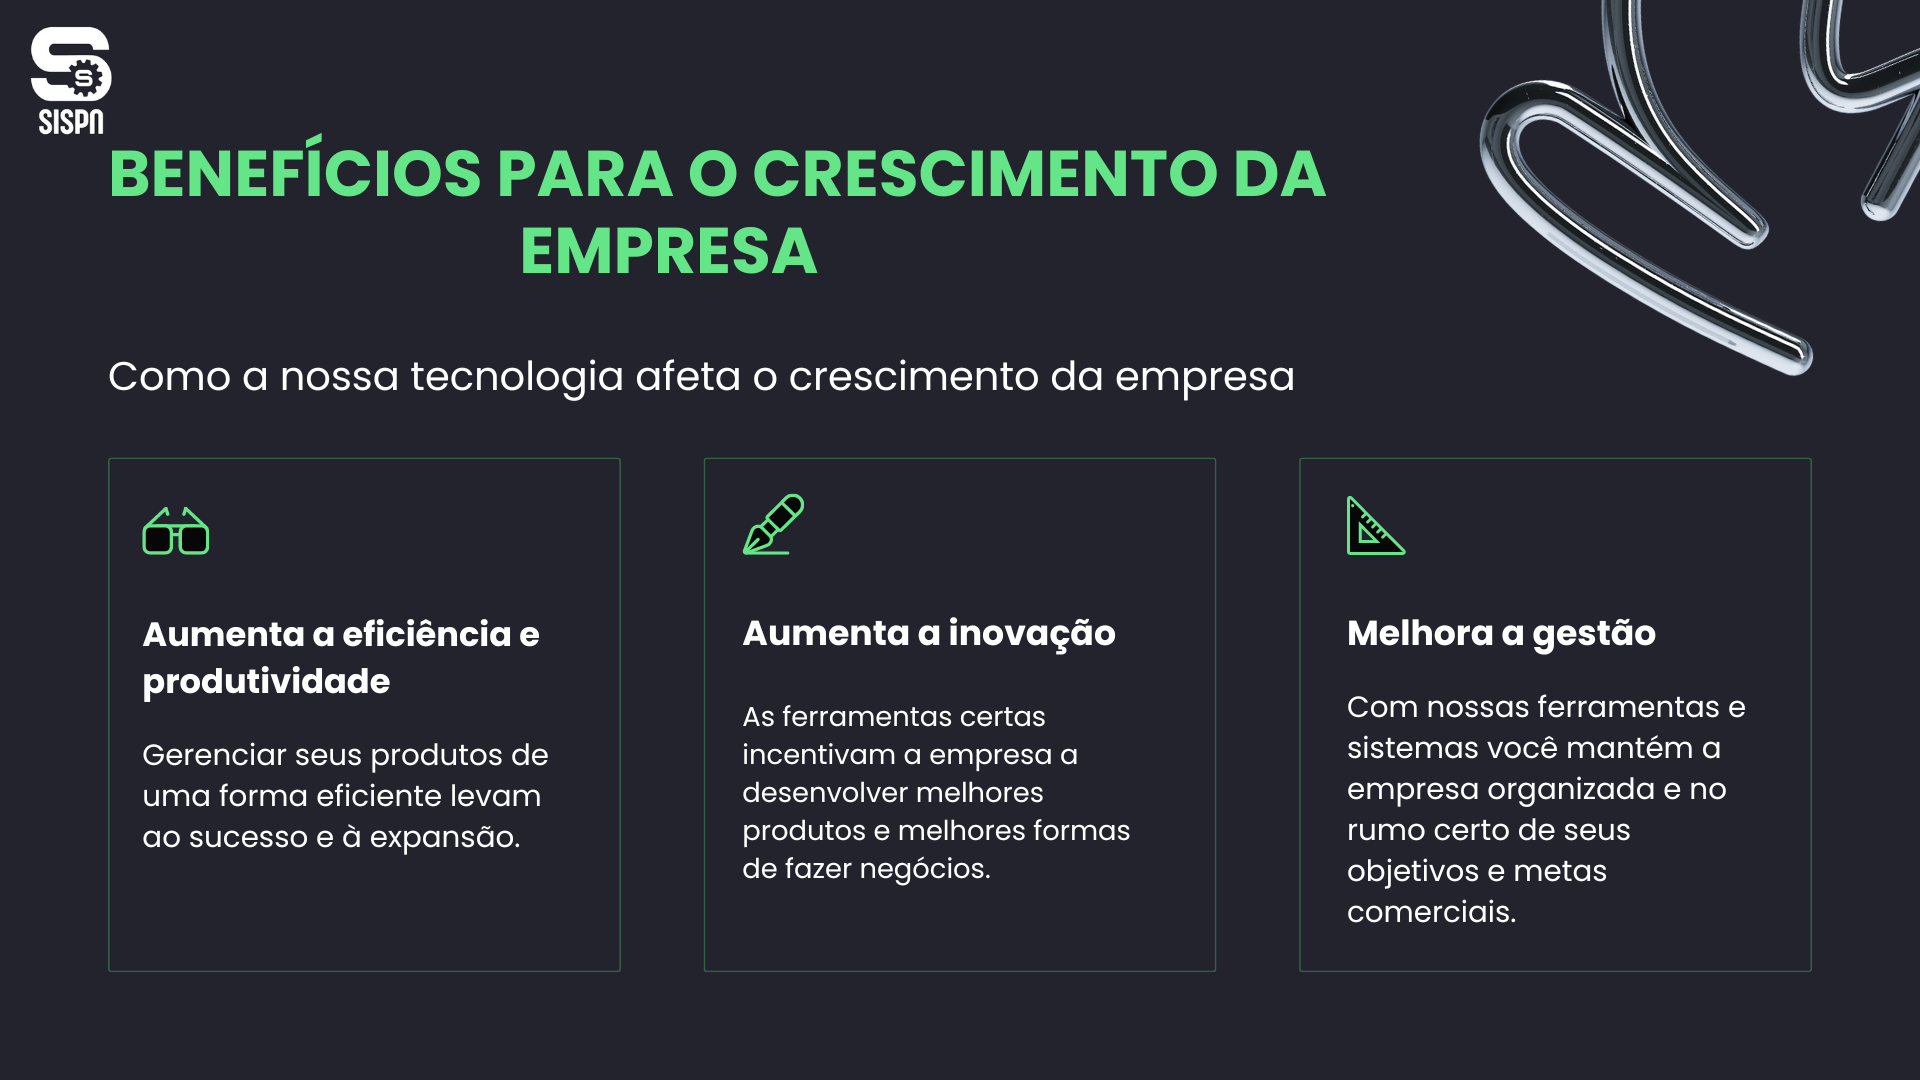 S
SISPN
BENEFÍCIOS PARA O CRESCIMENTO DA
EMPRESA
Como a nossa tecnologia afeta o crescimento da empresa
Aumenta a eficiência e
produtividade
Gerenciar seus produtos de
uma forma eficiente levam
ao sucesso e à expansão.
Aumenta a inovação
As ferramentas certas
incentivam a empresa a
desenvolver melhores
produtos e melhores formas
de fazer negócios.
Melhora a gestão
Com nossas ferramentas e
sistemas você mantém a
empresa organizada e no
rumo certo de seus
objetivos e metas
comerciais.